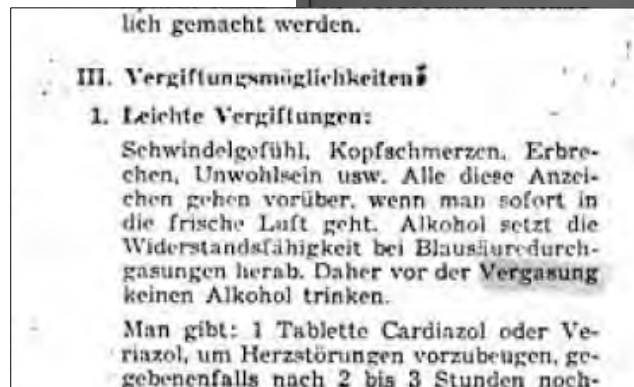 lich gemacht werden.
III. Vergiftungsmöglichkeiten:
1. Leichte Vergiftungen:
Schwindelgefühl, Kopfschmerzen, Erbre-
chen, Unwohlsein usw. Alle diese Anzei-
chen gehen vorüber, wenn man sofort in
die frische Luft geht. Alkohol setzt die
Widerstandsfähigkeit bei Blausäuredurch-
gasungen herab. Daher vor der Vergasung
keinen Alkohol trinken.
Man gibt: 1 Tablette Cardiazol oder Ve-
riazol, um Herzstörungen vorzubeugen, ge-
gebenenfalls nach 2 bis 3 Stunden noch-